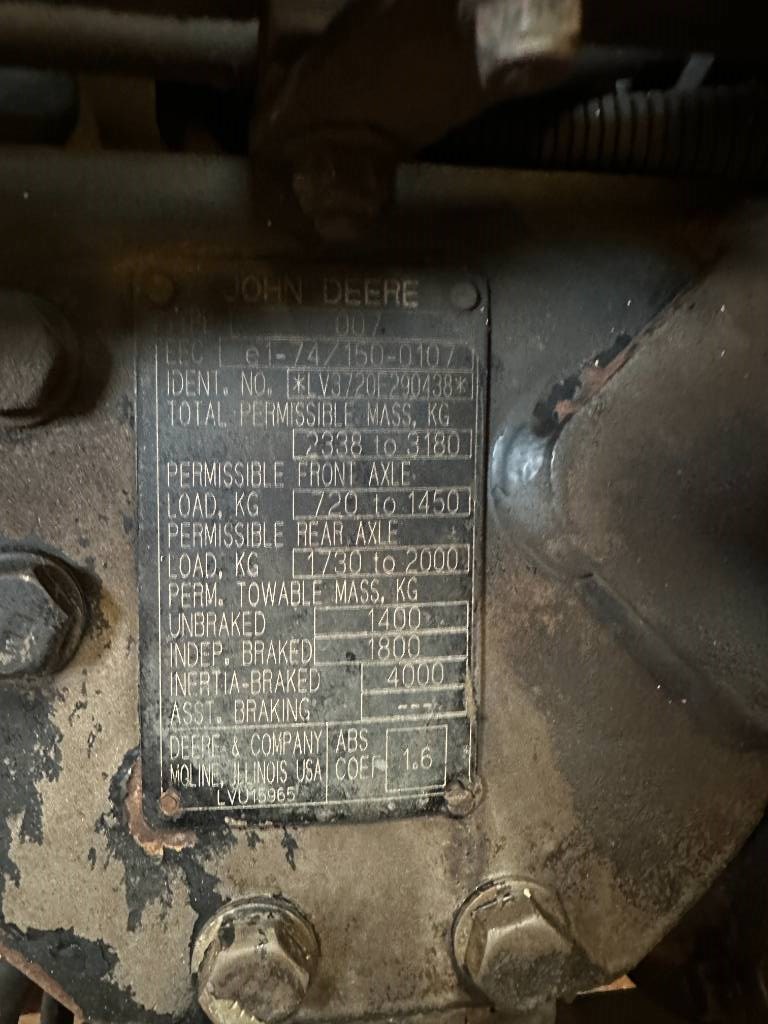 JOHN DEERE
TYPE 007
EEC e1-74/150-0107
IDENT. NO. *LV3720E290438*
TOTAL PERMISSIBLE MASS, KG
2338 to 3180
PERMISSIBLE FRONT AXLE
LOAD, KG 720 to 1450
PERMISSIBLE REAR AXLE
LOAD, KG 1730 to 2000
PERM. TOWABLE MASS, KG
UNBRAKED 1400
INDEP. BRAKED 1800
INERTIA-BRAKED 4000
ASST. BRAKING ---
DEERE & COMPANY ABS
MOLINE, ILLINOIS USA COEF 1.6
LVU15965